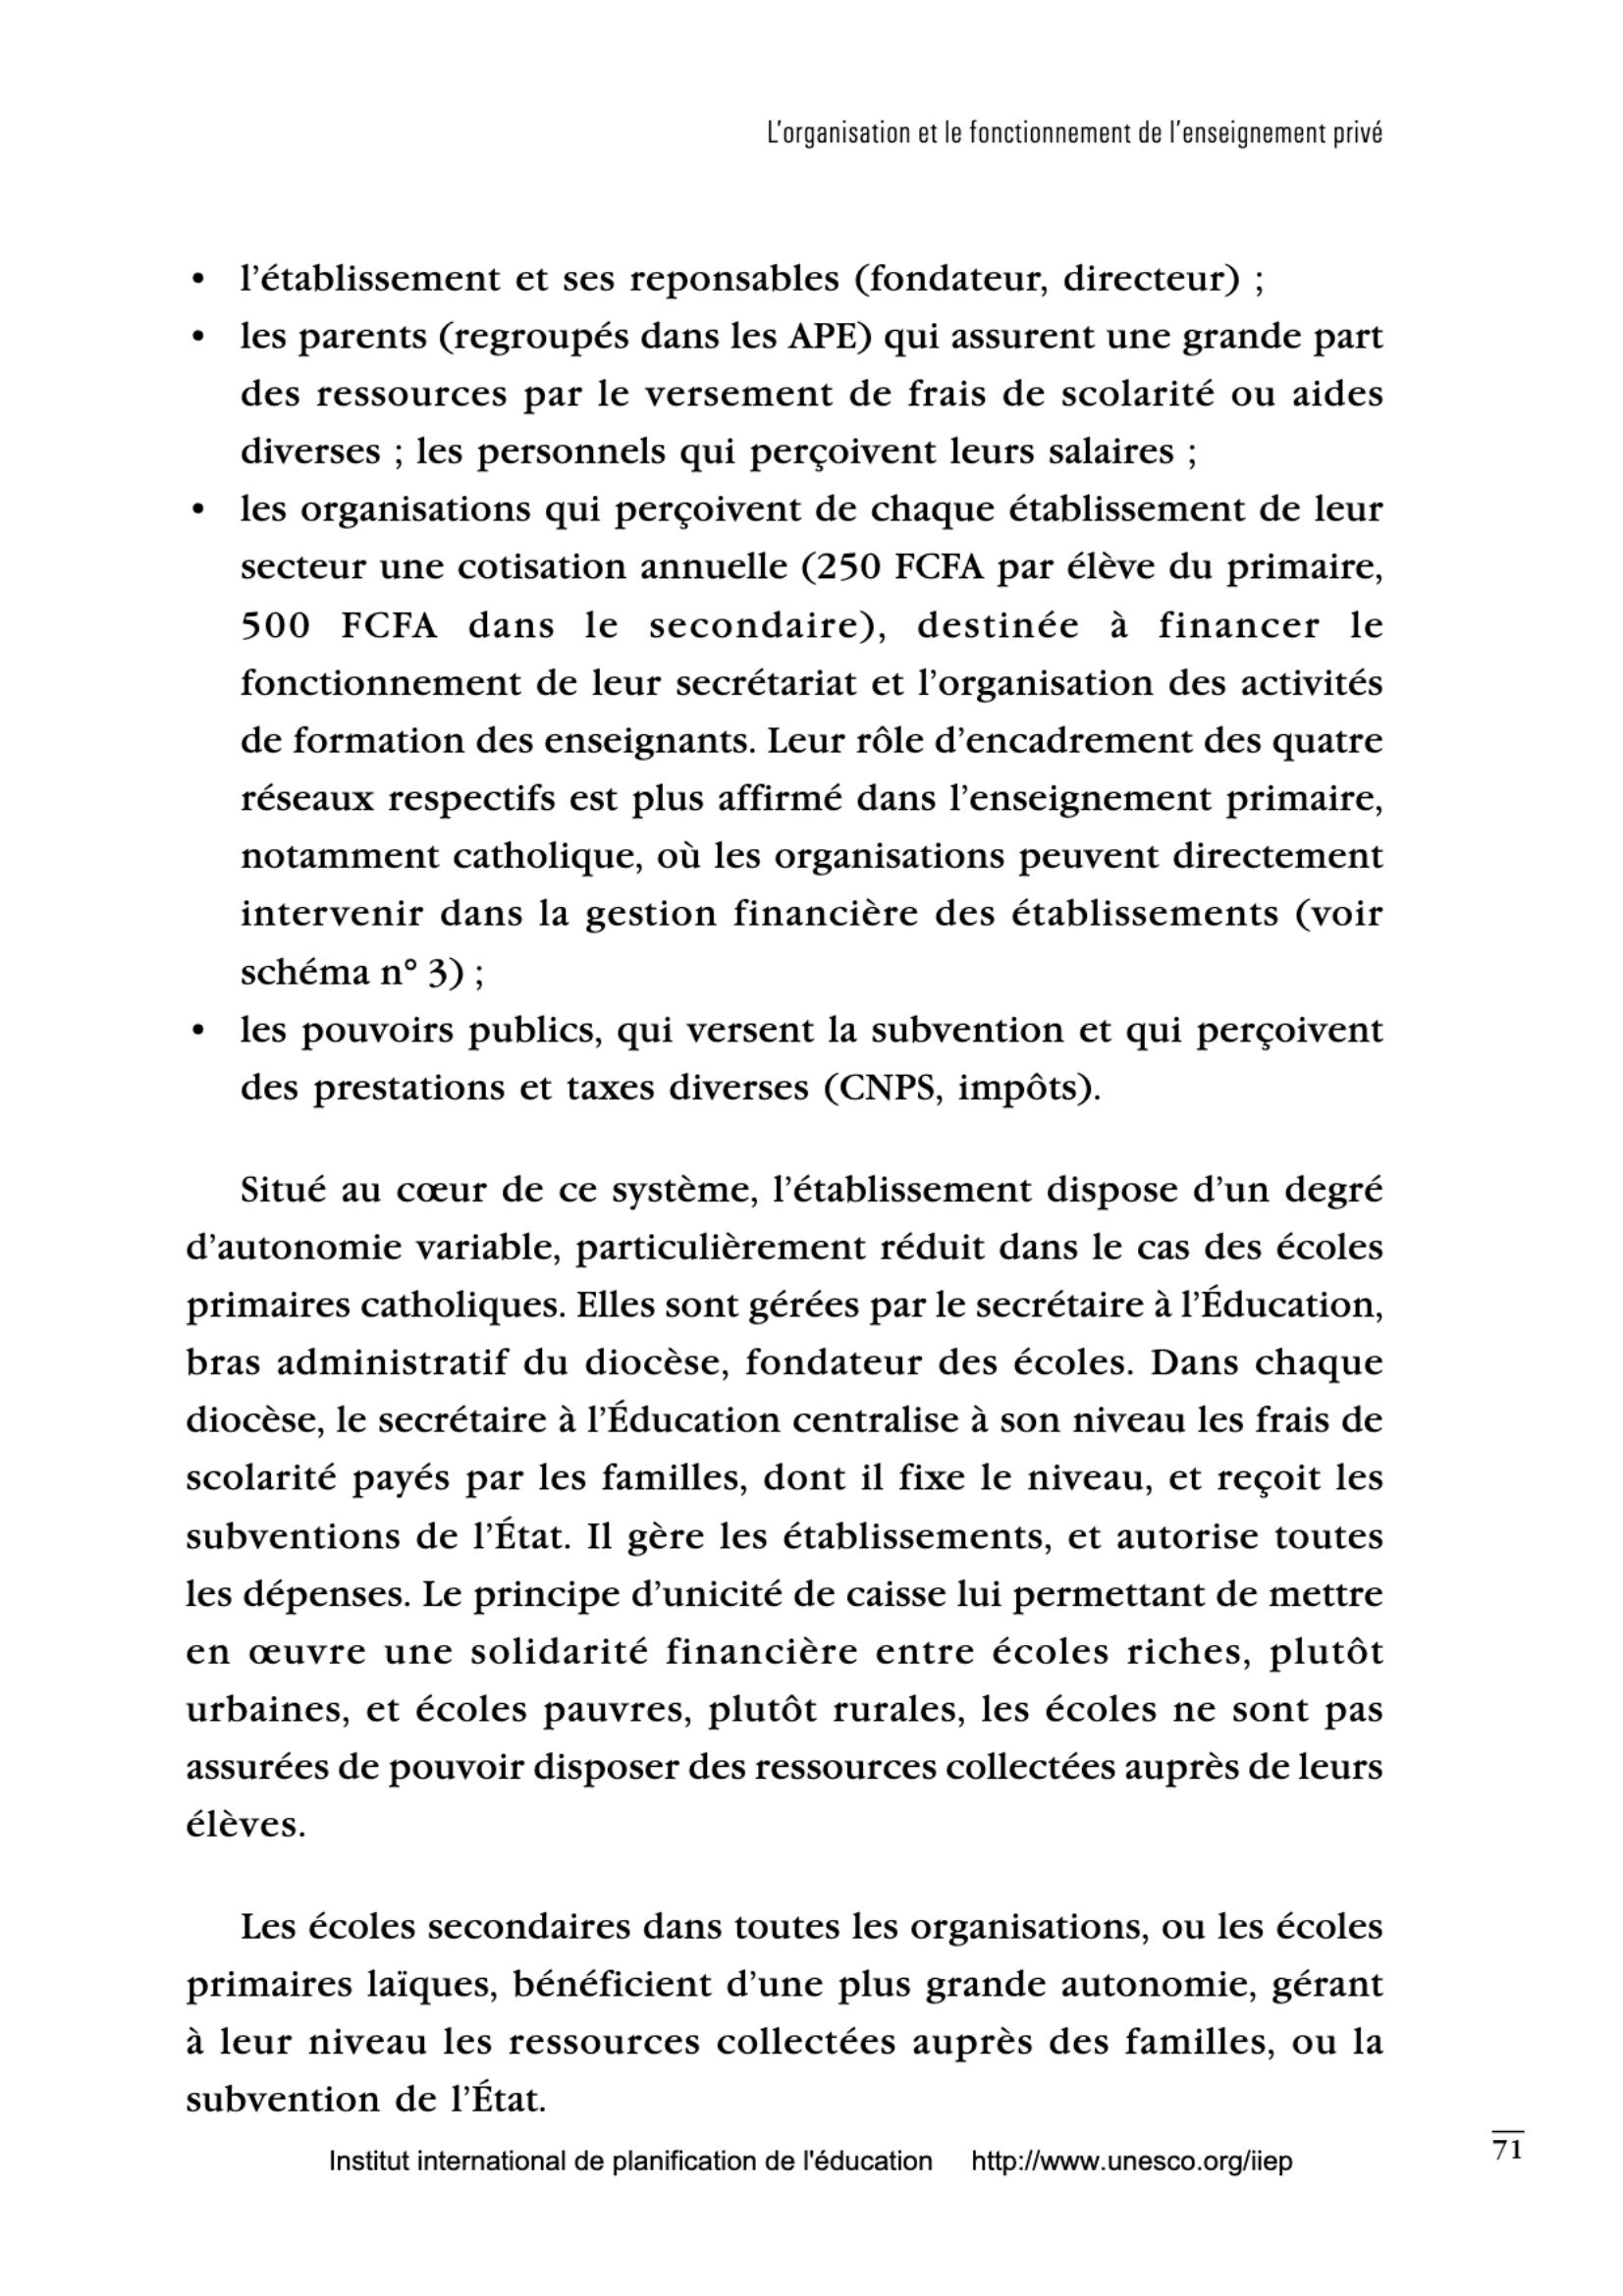 L'organisation et le fonctionnement de l'enseignement privé
• l'établissement et ses reponsables (fondateur, directeur) ;
• les parents (regroupés dans les APE) qui assurent une grande part
des ressources par le versement de frais de scolarité ou aides
diverses ; les personnels qui perçoivent leurs salaires ;
• les organisations qui perçoivent de chaque établissement de leur
secteur une cotisation annuelle (250 FCFA par élève du primaire,
500 FCFA dans le secondaire), destinée à financer le
fonctionnement de leur secrétariat et l'organisation des activités
de formation des enseignants. Leur rôle d'encadrement des quatre
réseaux respectifs est plus affirmé dans l'enseignement primaire,
notamment catholique, où les organisations peuvent directement
intervenir dans la gestion financière des établissements (voir
schéma n° 3) ;
• les pouvoirs publics, qui versent la subvention et qui perçoivent
des prestations et taxes diverses (CNPS, impôts).
Situé au cœur de ce système, l'établissement dispose d'un degré
d'autonomie variable, particulièrement réduit dans le cas des écoles
primaires catholiques. Elles sont gérées par le secrétaire à l'Éducation,
bras administratif du diocèse, fondateur des écoles. Dans chaque
diocèse, le secrétaire à l'Éducation centralise à son niveau les frais de
scolarité payés par les familles, dont il fixe le niveau, et reçoit les
subventions de l'État. Il gère les établissements, et autorise toutes
les dépenses. Le principe d'unicité de caisse lui permettant de mettre
en œuvre une solidarité financière entre écoles riches, plutôt
urbaines, et écoles pauvres, plutôt rurales, les écoles ne sont pas
assurées de pouvoir disposer des ressources collectées auprès de leurs
élèves.
Les écoles secondaires dans toutes les organisations, ou les écoles
primaires laïques, bénéficient d'une plus grande autonomie, gérant
à leur niveau les ressources collectées auprès des familles, ou la
subvention de l'État.
71
Institut international de planification de l'éducation http://www.unesco.org/iiep